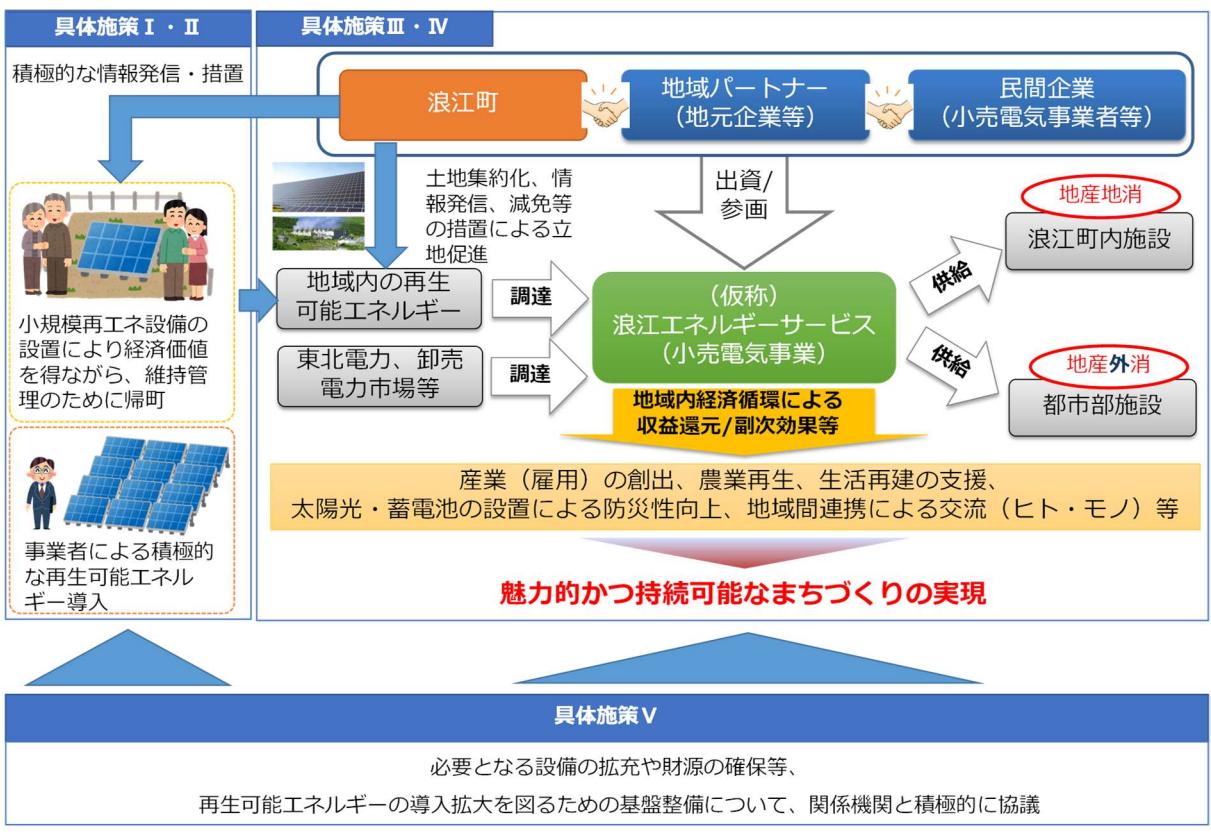 具体施策Ⅰ・Ⅱ
積極的な情報発信・措置
小規模再エネ設備の
設置により経済価値
を得ながら、維持管
理のために帰町
事業者による積極的
な再生可能エネル
ギー導入
具体施策Ⅲ・Ⅳ
浪江町
地域パートナー
（地元企業等）
民間企業
（小売電気事業者等）
土地集約化、情
報発信、減免等
の措置による立
地促進
出資/
参画
地域内の再生
可能エネルギー
調達
東北電力、卸売
電力市場等
調達
（仮称）
浪江エネルギーサービス
（小売電気事業）
供給
地産地消
浪江町内施設
供給
地産外消
都市部施設
地域内経済循環による
収益還元/副次効果等
産業（雇用）の創出、農業再生、生活再建の支援、
太陽光・蓄電池の設置による防災性向上、地域間連携による交流（ヒト・モノ）等
魅力的かつ持続可能なまちづくりの実現
具体施策Ⅴ
必要となる設備の拡充や財源の確保等、
再生可能エネルギーの導入拡大を図るための基盤整備について、関係機関と積極的に協議